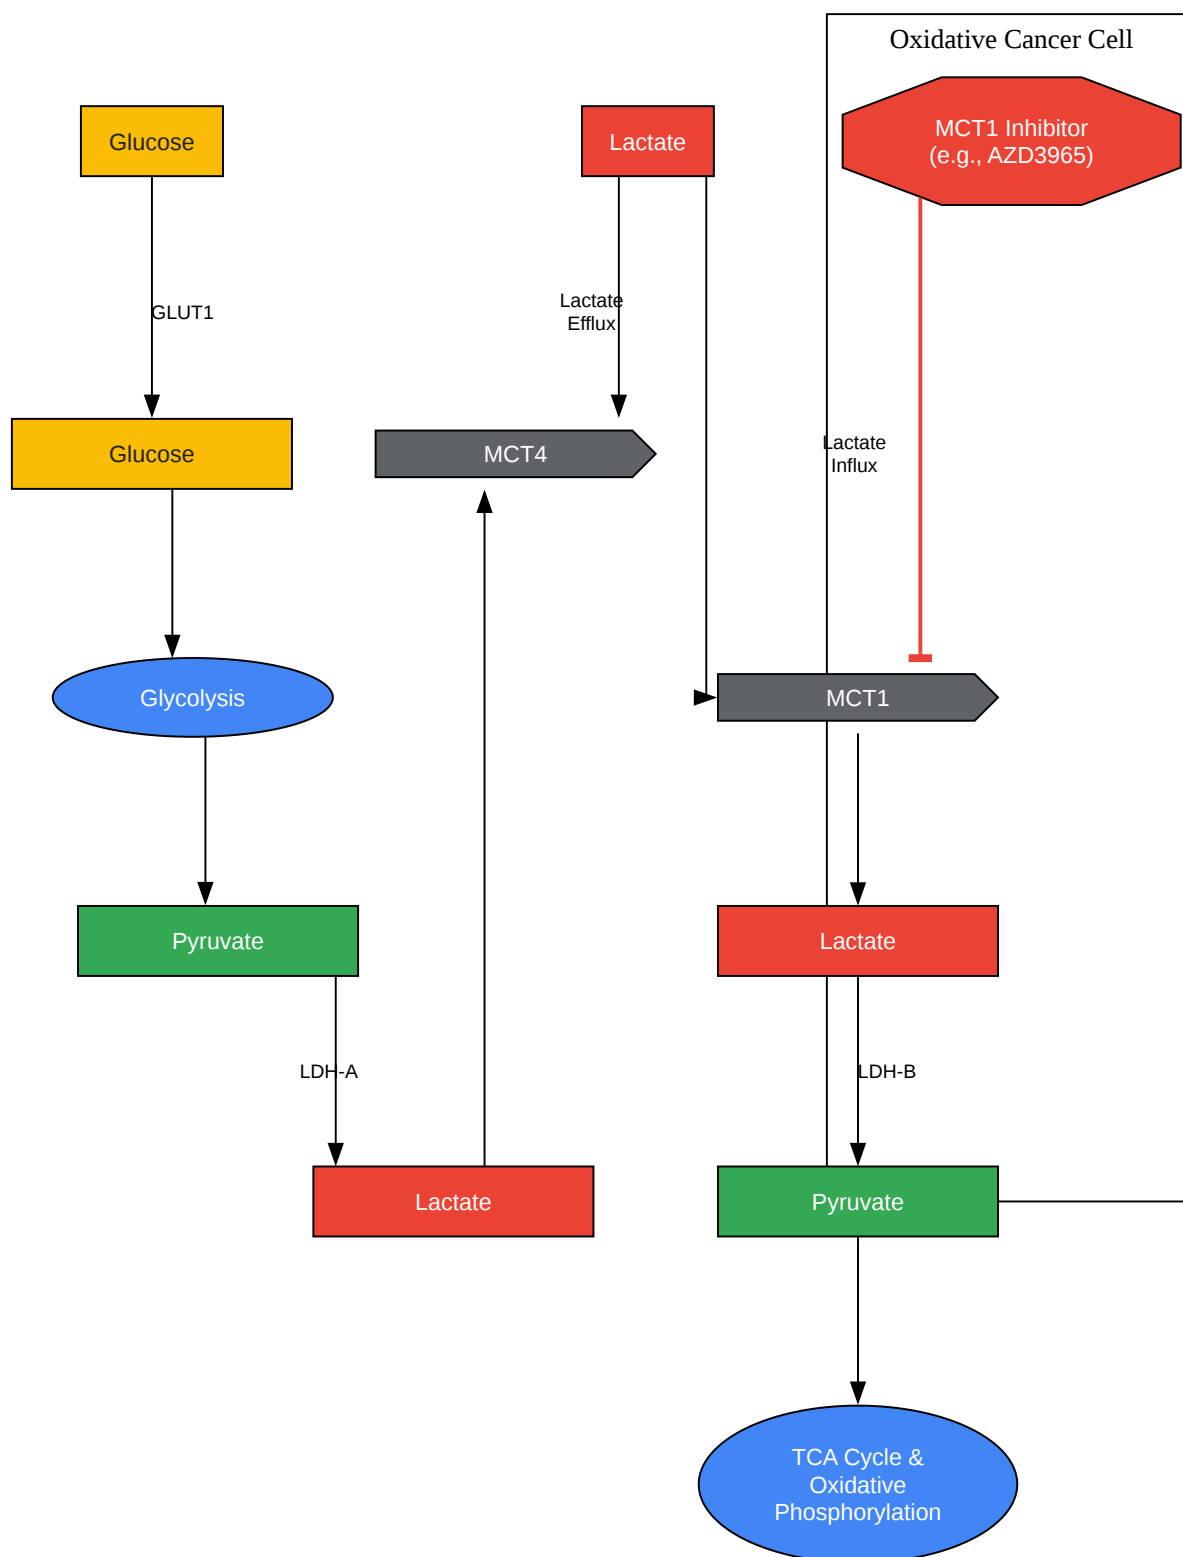 Oxidative Cancer Cell
Glucose
Lactate
MCT1 Inhibitor
(e.g., AZD3965)
GLUT1
Lactate
Efflux
Glucose
MCT4
Lactate
Influx
Glycolysis
MCT1
Pyruvate
Lactate
LDH-A
LDH-B
Lactate
Pyruvate
TCA Cycle &
Oxidative
Phosphorylation